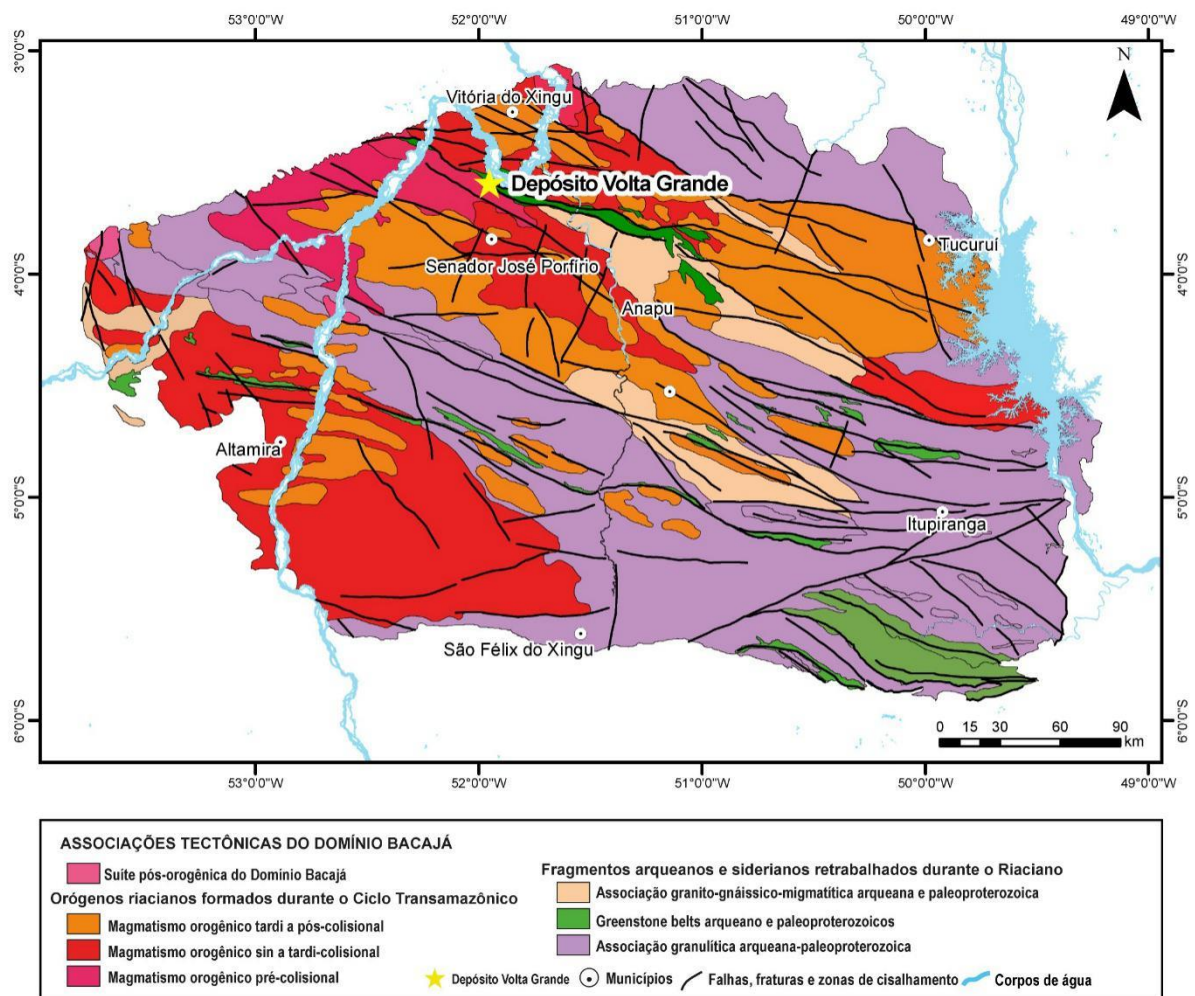 53°0'0"W 52°0'0"W 51°0'0"W 50°0'0"W 49°0'0"W
3°0'0"S
3°0'0"S
N
Vitória do Xingu
Depósito Volta Grande
Tucuruí
Senador José Porfírio
4°0'0"S
4°0'0"S
Anapu
Altamira
5°0'0"S
5°0'0"S
Itupiranga
São Félix do Xingu
6°0'0"S
6°0'0"S
0 15 30 60 90
km
53°0'0"W 52°0'0"W 51°0'0"W 50°0'0"W 49°0'0"W
ASSOCIAÇÕES TECTÔNICAS DO DOMÍNIO BACAJÁ
Suíte pós-orogênica do Domínio Bacajá
Orógenos riacianos formados durante o Ciclo Transamazônico
Magmatismo orogênico tardi a pós-colisional
Magmatismo orogênico sin a tardi-colisional
Magmatismo orogênico pré-colisional
Fragmentos arqueanos e siderianos retrabalhados durante o Riaciano
Associação granito-gnáissico-migmatítica arqueana e paleoproterozoica
Greenstone belts arqueano e paleoproterozoicos
Associação granulítica arqueana-paleoproterozoica
Depósito Volta Grande Municípios Falhas, fraturas e zonas de cisalhamento Corpos de água